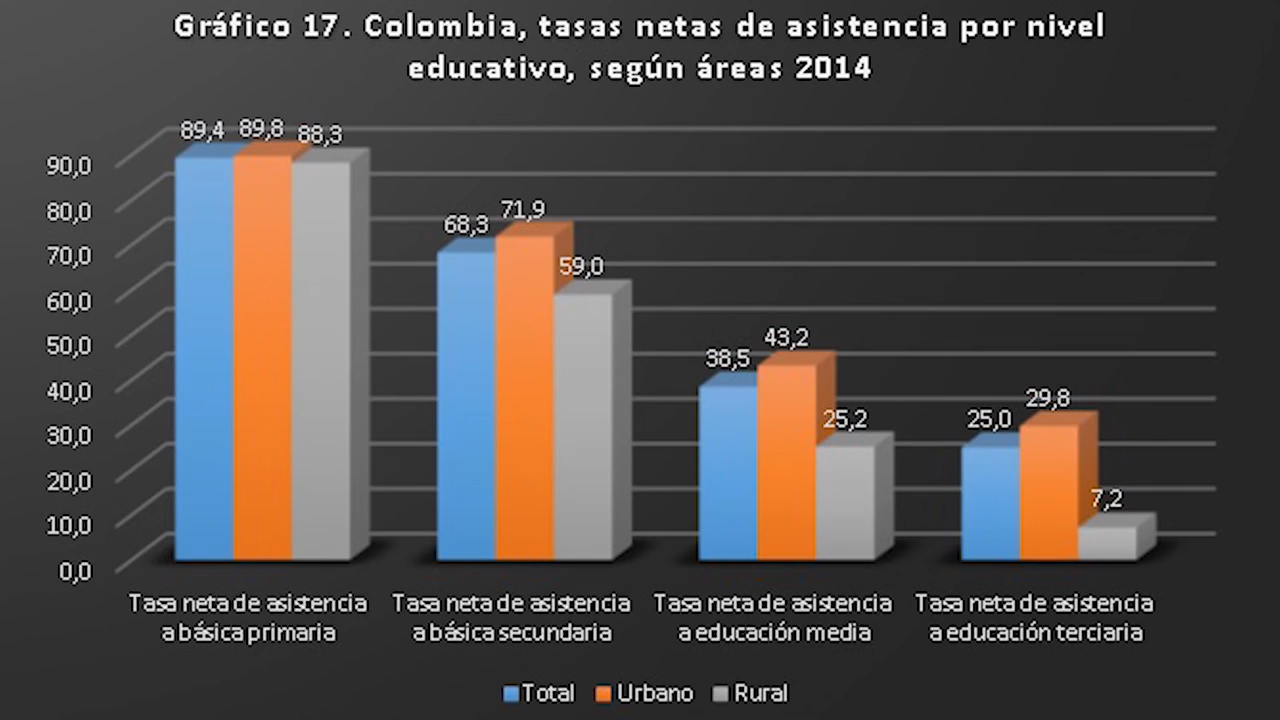 Gráfico 17. Colombia, tasas netas de asistencia por nivel
educativo, según áreas 2014
89,4 89,8 88,3
68,3 71,9 59,0
38,5 43,2 25,2
25,0 29,8 7,2
90,0
80,0
70,0
60,0
50,0
40,0
30,0
20,0
10,0
0,0
Tasa neta de asistencia
a básica primaria
Tasa neta de asistencia
a básica secundaria
Tasa neta de asistencia
a educación media
Tasa neta de asistencia
a educación terciaria
Total Urbano Rural